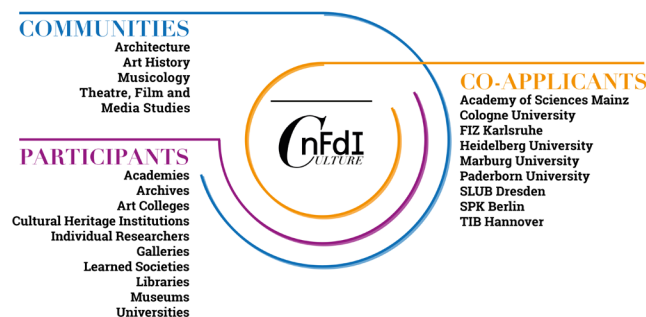 COMMUNITIES
Architecture
Art History
Musicology
Theatre, Film and
Media Studies
PARTICIPANTS
Academies
Archives
Art Colleges
Cultural Heritage Institutions
Individual Researchers
Galleries
Learned Societies
Libraries
Museums
Universities
nFdI
CULTURE
CO-APPLICANTS
Academy of Sciences Mainz
Cologne University
FIZ Karlsruhe
Heidelberg University
Marburg University
Paderborn University
SLUB Dresden
SPK Berlin
TIB Hannover